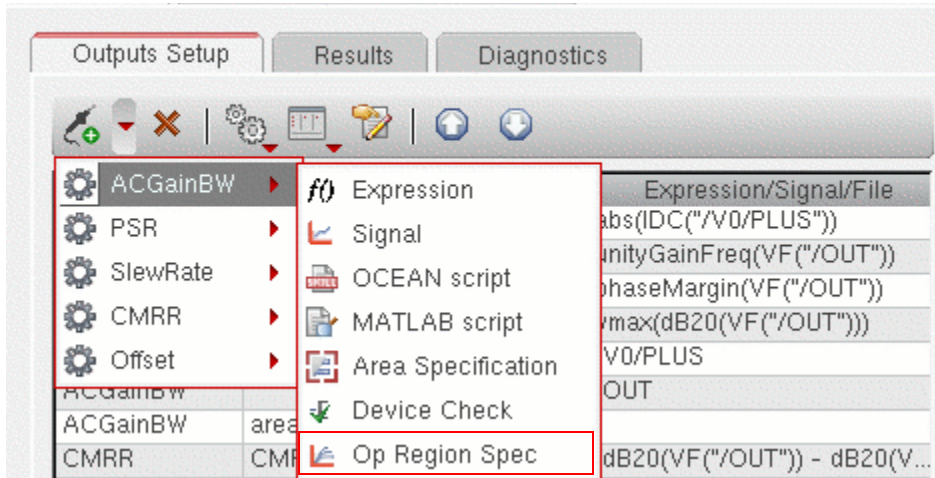 Outputs Setup Results Diagnostics
ACGainBW
PSR
SlewRate
CMRR
Offset
f() Expression
Signal
OCEAN script
MATLAB script
Area Specification
Device Check
Op Region Spec
Expression/Signal/File
abs(IDC("/V0/PLUS"))
unityGainFreq(VF("/OUT"))
phaseMargin(VF("/OUT"))
ymax(dB20(VF("/OUT")))
/V0/PLUS
/OUT
ACGainBW
ACGainBW area
CMRR CMR dB20(VF("/OUT")) - dB20(V...